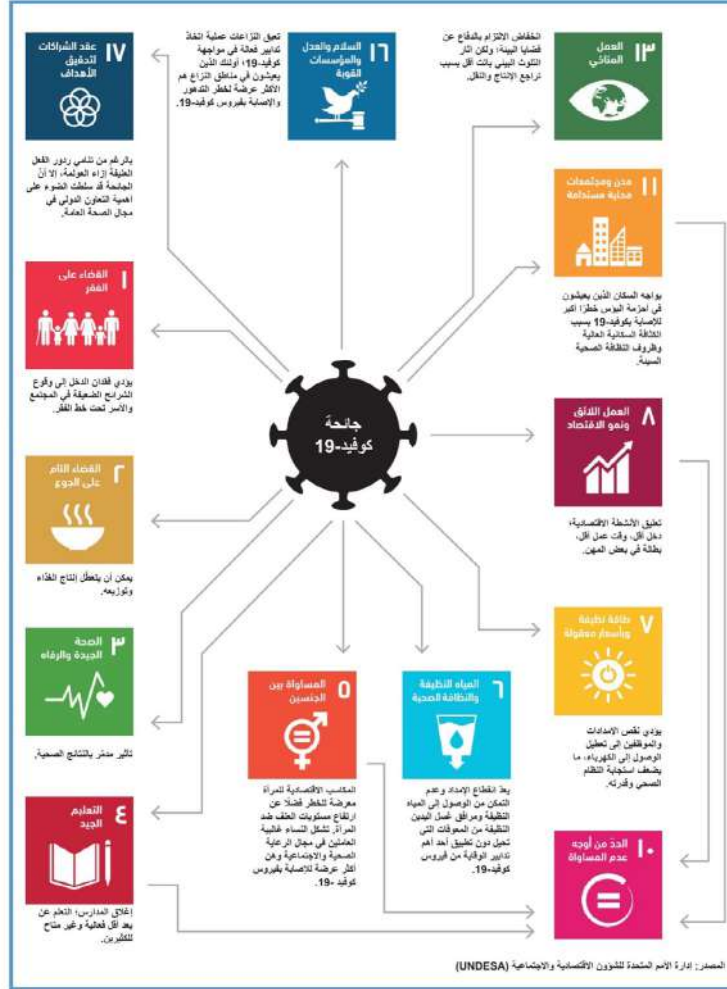 ١٧ عقد الشراكات
لتحقيق
الأهداف
بالرغم من تنامي ردود الفعل
العنيفة إزاء العولمة، إلا أنّ
الجائحة قد سلطت الضوء على
أهمية التعاون الدولي في
مجال الصحة العامة.
١٦ السلام والعدل
والمؤسسات
القوية
تعيق النزاعات عملية اتخاذ
تدابير فعالة في مواجهة
كوفيد-19؛ أولئك الذين
يعيشون في مناطق النزاع هم
الأكثر عرضة لخطر التدهور
والإصابة بفيروس كوفيد-19.
١٣ العمل
المناخي
انخفاض الالتزام بالدفاع عن
قضايا البيئة؛ ولكن آثار
التلوث البيئي باتت أقل بسبب
تراجع الإنتاج والنقل.
١١ مدن ومجتمعات
محلية مستدامة
يواجه السكان الذين يعيشون
في أحزمة البؤس خطرًا أكبر
للإصابة بكوفيد-19 بسبب
الكثافة السكانية العالية
وظروف النظافة الصحية
السيئة.
١ القضاء على
الفقر
يؤدي فقدان الدخل إلى وقوع
الشرائح الضعيفة في المجتمع
والأسر تحت خط الفقر.
جائحة
كوفيد-19
٨ العمل اللائق
ونمو الاقتصاد
تعليق الأنشطة الاقتصادية؛
دخل أقل، وقت عمل أقل،
بطالة في بعض المهن.
٢ القضاء التام
على الجوع
يمكن أن يتعطّل إنتاج الغذاء
وتوزيعه.
٧ طاقة نظيفة
وبأسعار معقولة
يؤدي نقص الامدادات
والموظفين إلى تعطيل
الوصول إلى الكهرباء، ما
يضعف استجابة النظام
الصحي وقدرته.
٣ الصحة
الجيدة والرفاه
تأثير مدمّر بالنتائج الصحية.
٥ المساواة بين
الجنسين
المكاسب الاقتصادية للمرأة
معرضة للخطر فضلًا عن
ارتفاع مستويات العنف ضد
المرأة. تشكل النساء غالبية
العاملين في مجال الرعاية
الصحية والاجتماعية وهن
أكثر عرضة للإصابة بفيروس
كوفيد -19.
٦ المياه النظيفة
والنظافة الصحية
يعدّ انقطاع الإمداد وعدم
التمكن من الوصول إلى المياه
النظيفة ومرافق غسل اليدين
النظيفة من المعوقات التي
تحيل دون تطبيق أحد أهم
تدابير الوقاية من فيروس
كوفيد-19.
٤ التعليم
الجيد
إغلاق المدارس؛ التعلم عن
بعد أقل فعالية وغير متاح
للكثيرين.
١٠ الحدّ من أوجه
عدم المساواة
المصدر: إدارة الأمم المتحدة للشؤون الاقتصادية والاجتماعية (UNDESA)